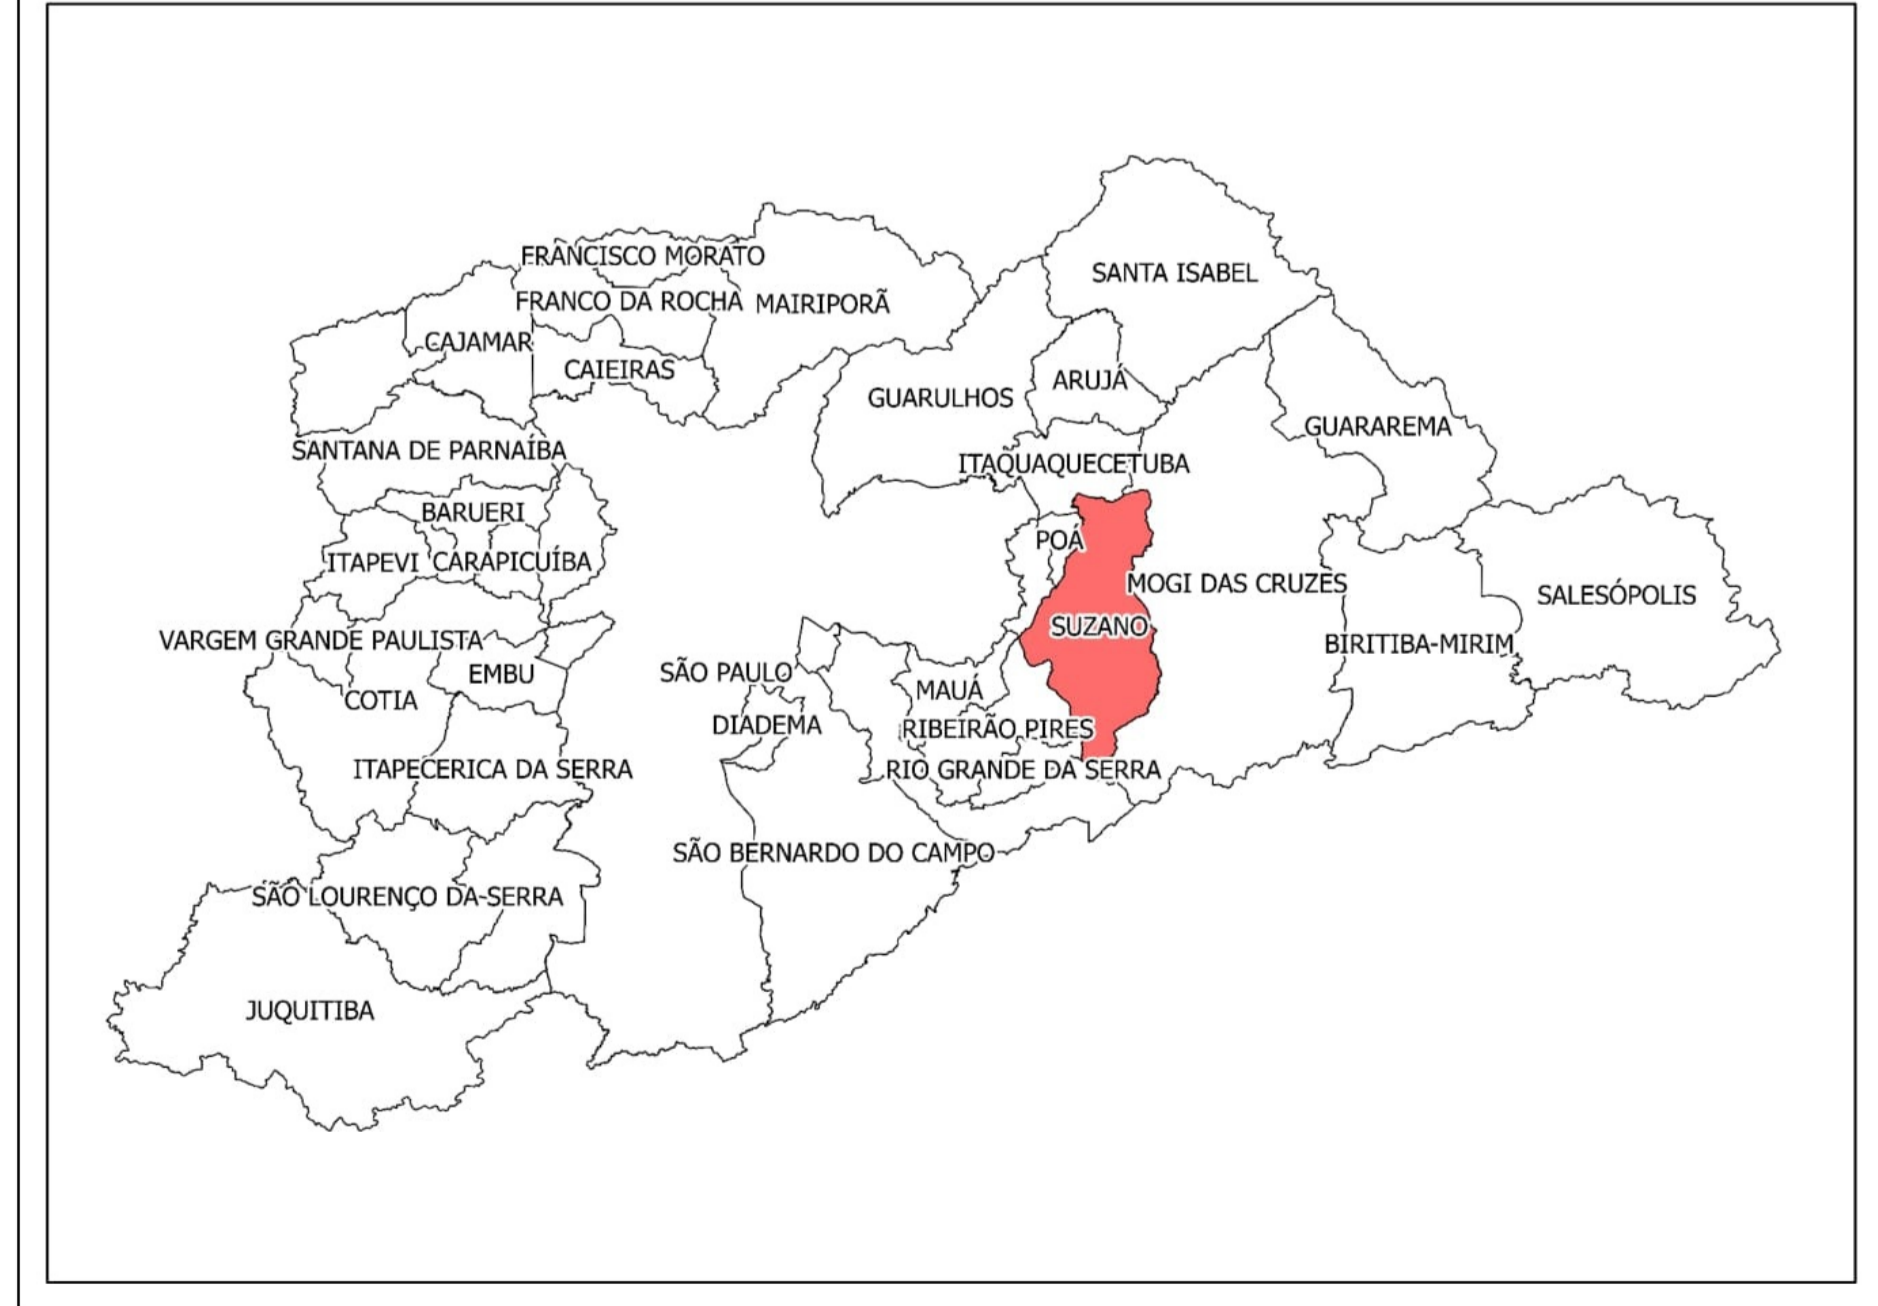 FRANCISCO MORATO
SANTA ISABEL
FRANCO DA ROCHA
MAIRIPORÃ
CAJAMAR
CAIEIRAS
ARUJÁ
GUARULHOS
GUARAREMA
SANTANA DE PARNAÍBA
ITAQUAQUECETUBA
BARUERI
POÁ
ITAPEVI
CARAPICUÍBA
MOGI DAS CRUZES
SALESÓPOLIS
SUZANO
VARGEM GRANDE PAULISTA
BIRITIBA-MIRIM
EMBU
SÃO PAULO
MAUÁ
COTIA
DIADEMA
RIBEIRÃO PIRES
ITAPECERICA DA SERRA
RIO GRANDE DA SERRA
SÃO BERNARDO DO CAMPO
SÃO LOURENÇO DA SERRA
JUQUITIBA